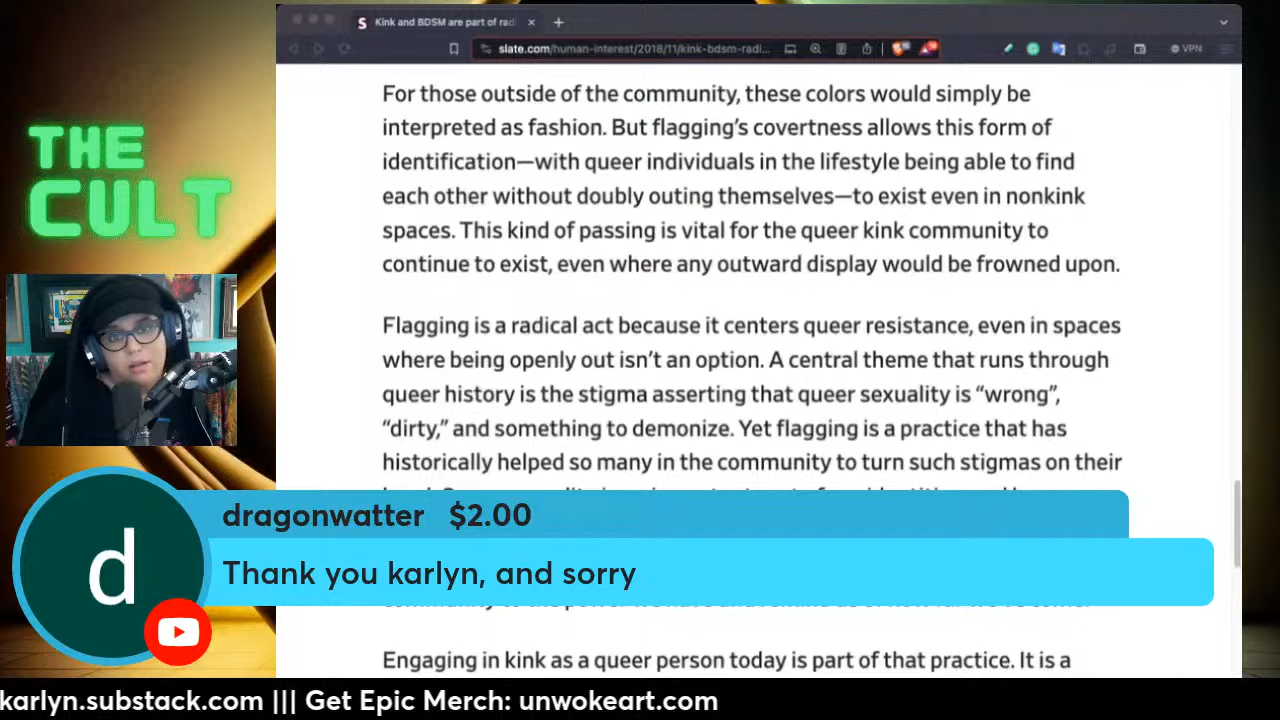 Kink and BDSM are part of rad
slate.com/human-interest/2018/11/kink-bdsm-radi...
VPN
THE
CULT
For those outside of the community, these colors would simply be
interpreted as fashion. But flagging’s covertness allows this form of
identification—with queer individuals in the lifestyle being able to find
each other without doubly outing themselves—to exist even in nonkink
spaces. This kind of passing is vital for the queer kink community to
continue to exist, even where any outward display would be frowned upon.
Flagging is a radical act because it centers queer resistance, even in spaces
where being openly out isn’t an option. A central theme that runs through
queer history is the stigma asserting that queer sexuality is “wrong”,
“dirty,” and something to demonize. Yet flagging is a practice that has
historically helped so many in the community to turn such stigmas on their
d
dragonwatter $2.00
Thank you karlyn, and sorry
Engaging in kink as a queer person today is part of that practice. It is a
karlyn.substack.com ||| Get Epic Merch: unwokeart.com